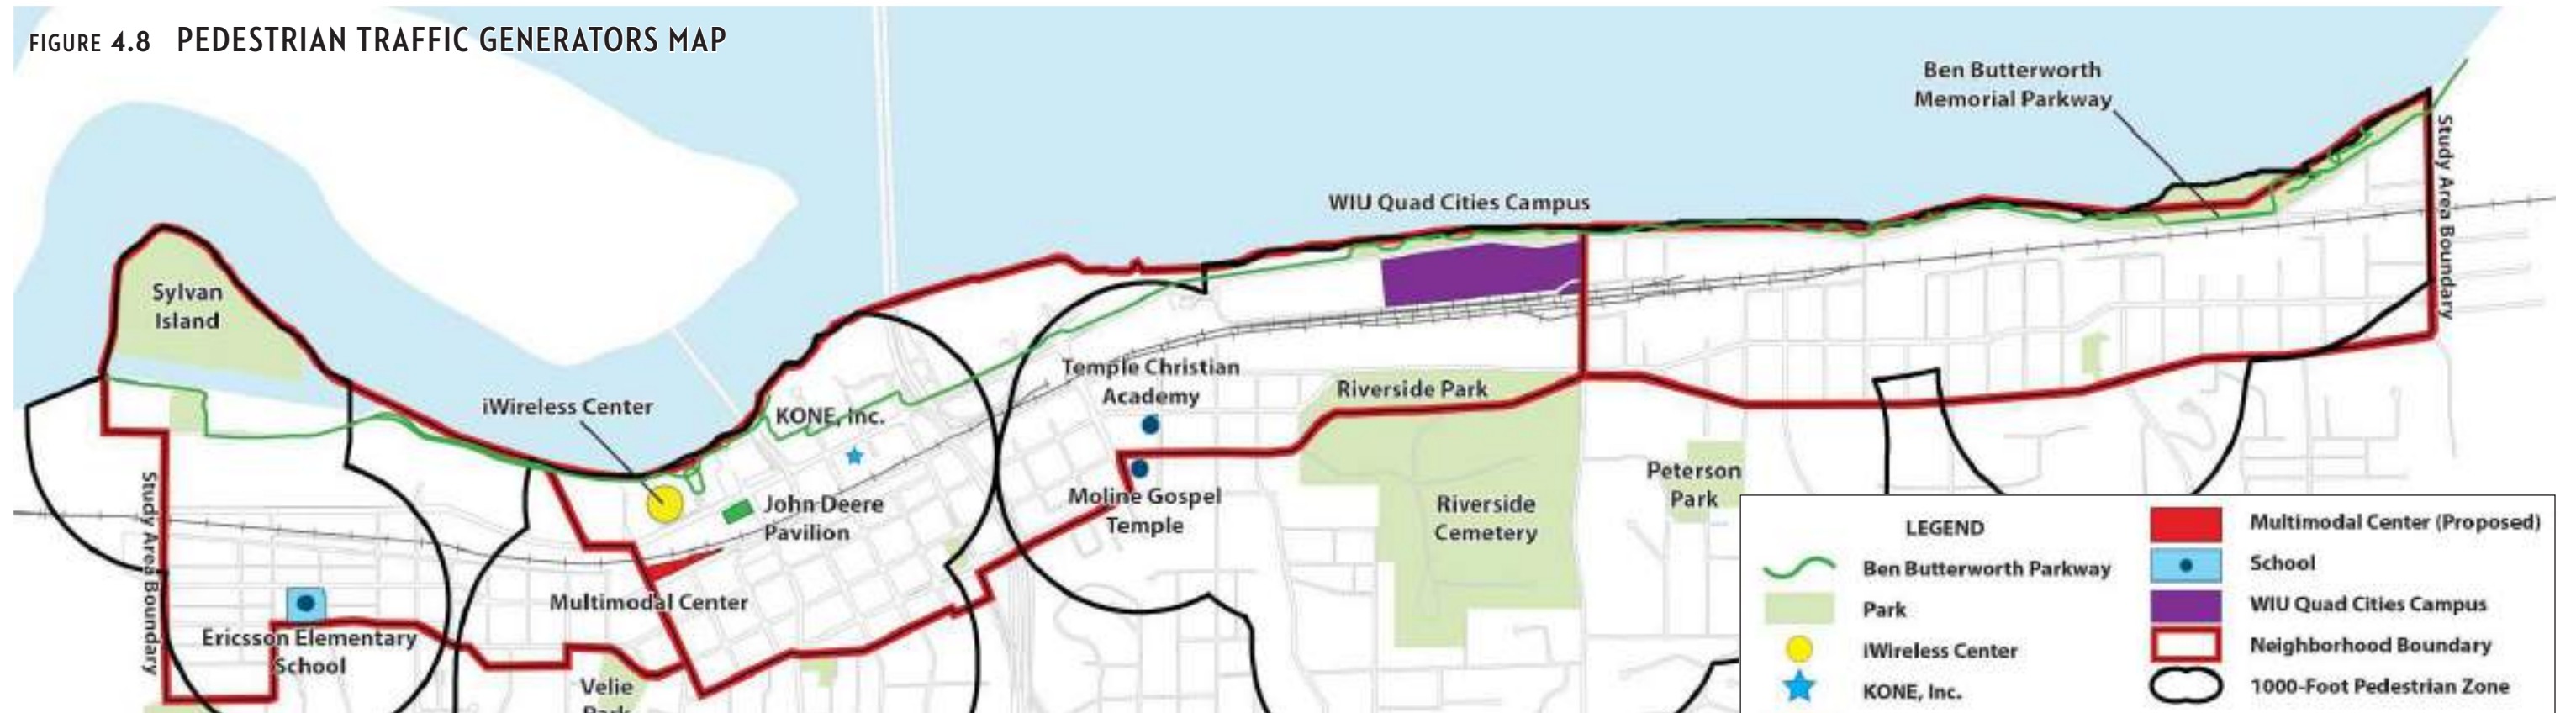 FIGURE 4.8 PEDESTRIAN TRAFFIC GENERATORS MAP
Ben Butterworth
Memorial Parkway
Study Area Boundary
WIU Quad Cities Campus
Sylvan
Island
iWireless Center
KONE, Inc.
Temple Christian
Academy
Riverside Park
John Deere
Pavilion
Moline Gospel
Temple
Riverside
Cemetery
Peterson
Park
Study Area Boundary
Multimodal Center
Ericsson Elementary
School
Velie
Park
LEGEND
Ben Butterworth Parkway
Park
iWireless Center
KONE, Inc.
Multimodal Center (Proposed)
School
WIU Quad Cities Campus
Neighborhood Boundary
1000-Foot Pedestrian Zone